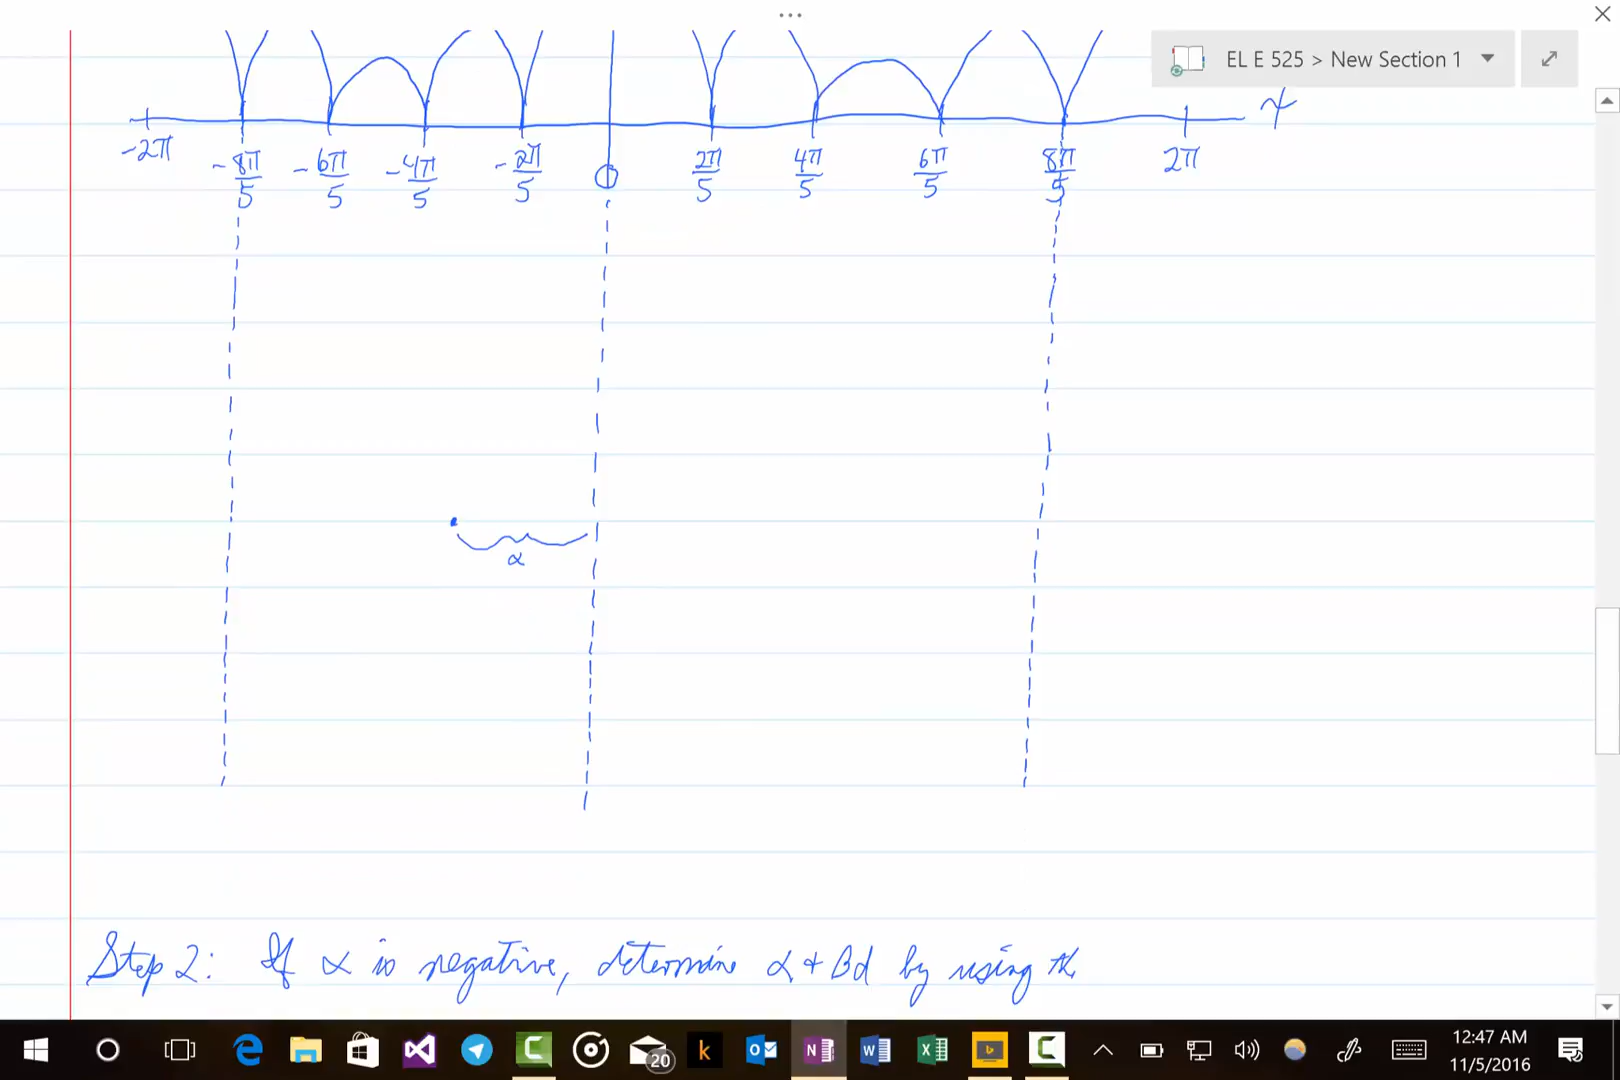 EL E 525 > New Section 1
ψ
-2π -8π/5 -6π/5 -4π/5 -2π/5 0 2π/5 4π/5 6π/5 8π/5 2π
α
Step 2: If α is negative, determine α + Bd by using th
20
12:47 AM
11/5/2016